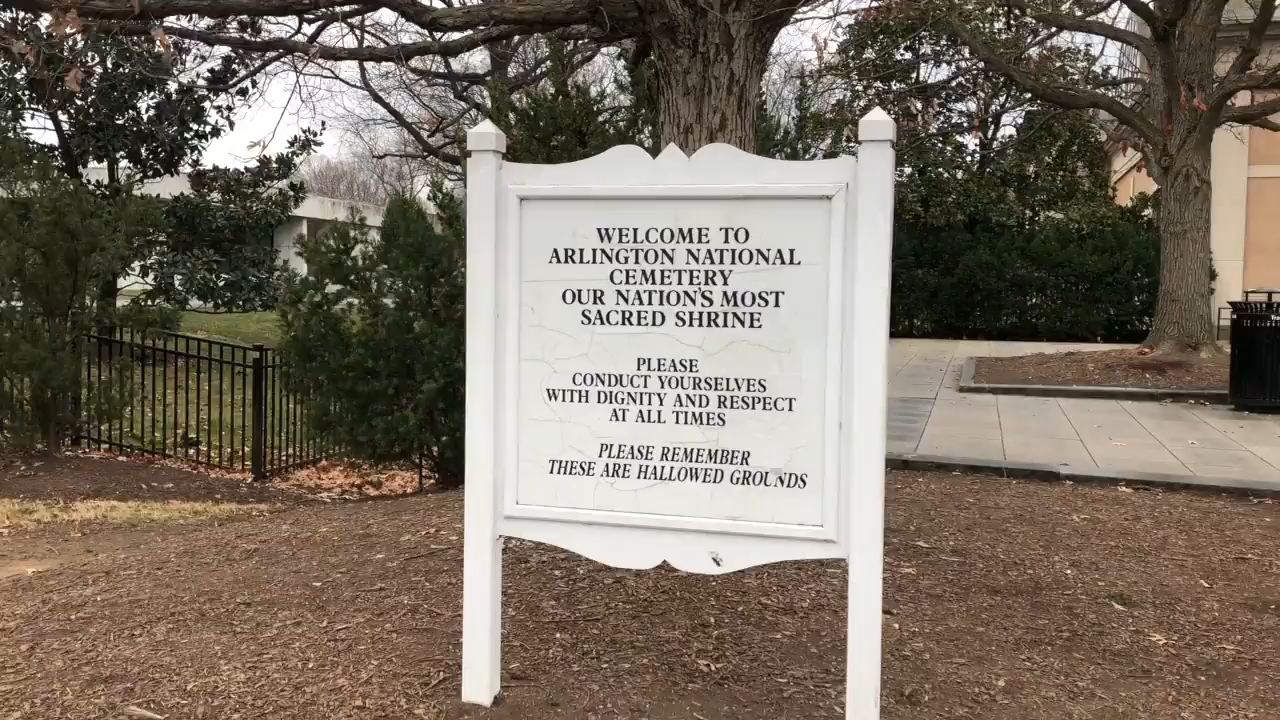 WELCOME TO
ARLINGTON NATIONAL
CEMETERY
OUR NATION'S MOST
SACRED SHRINE
PLEASE
CONDUCT YOURSELVES
WITH DIGNITY AND RESPECT
AT ALL TIMES
PLEASE REMEMBER
THESE ARE HALLOWED GROUNDS